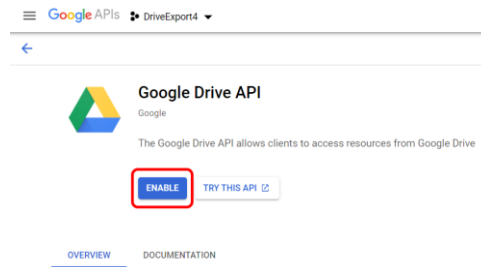 Google APIs DriveExport4
Google Drive API
Google
The Google Drive API allows clients to access resources from Google Drive
ENABLE TRY THIS API
OVERVIEW DOCUMENTATION